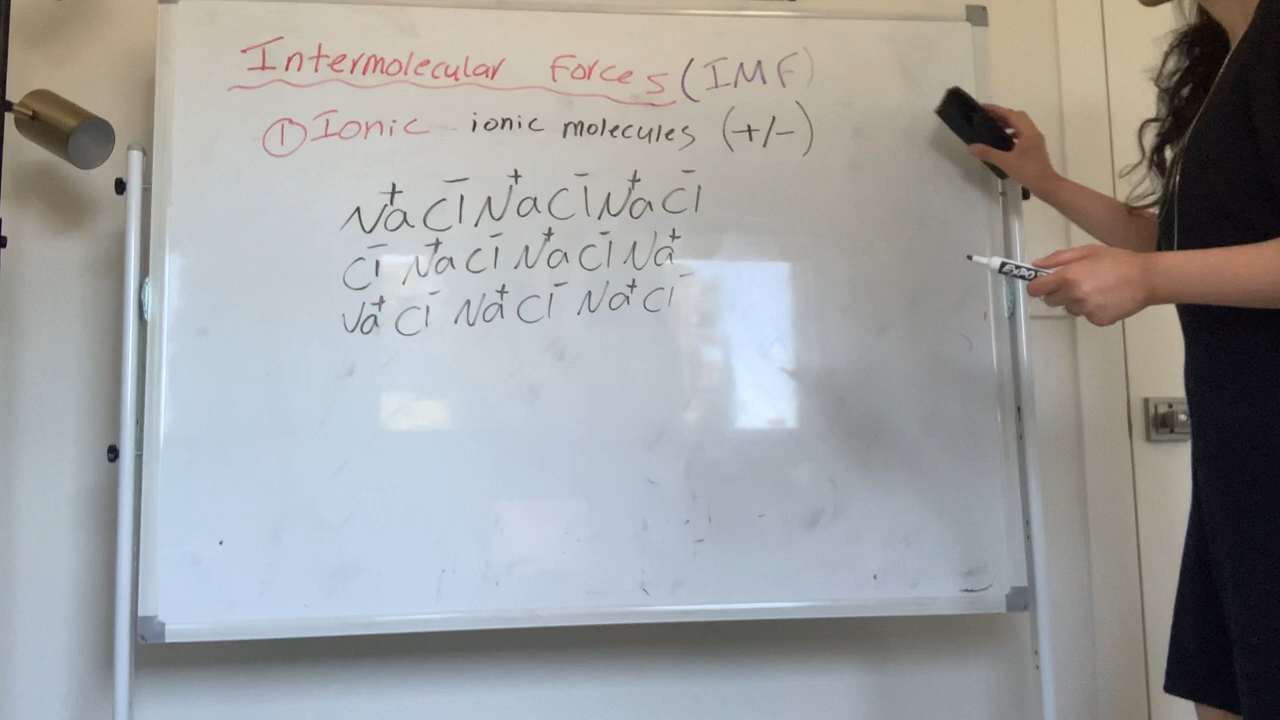 Intermolecular Forces (IMF)
① Ionic ionic molecules (+/-)
Na⁺ Cl⁻ Na⁺ Cl⁻ Na⁺ Cl⁻
Cl⁻ Na⁺ Cl⁻ Na⁺ Cl⁻ Na⁺
Na⁺ Cl⁻ Na⁺ Cl⁻ Na⁺ Cl⁻
EXPO